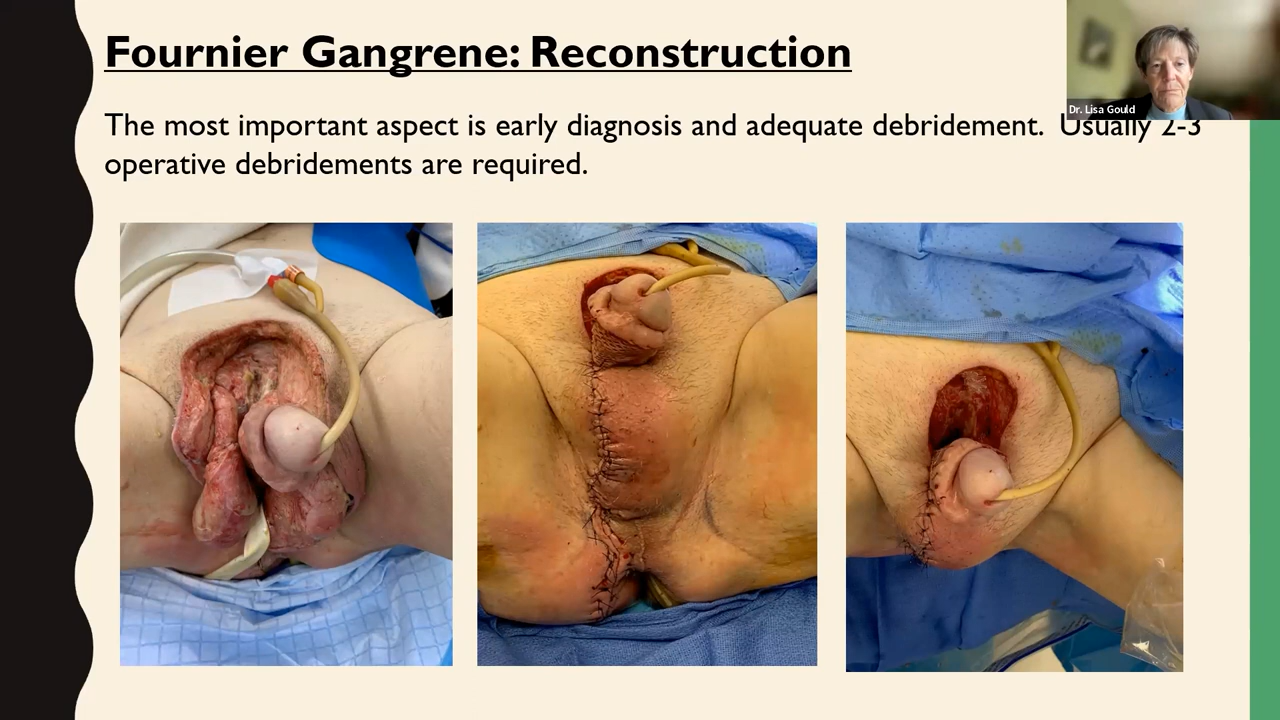 Fournier Gangrene: Reconstruction
Dr. Lisa Gould
The most important aspect is early diagnosis and adequate debridement. Usually 2-3
operative debridements are required.